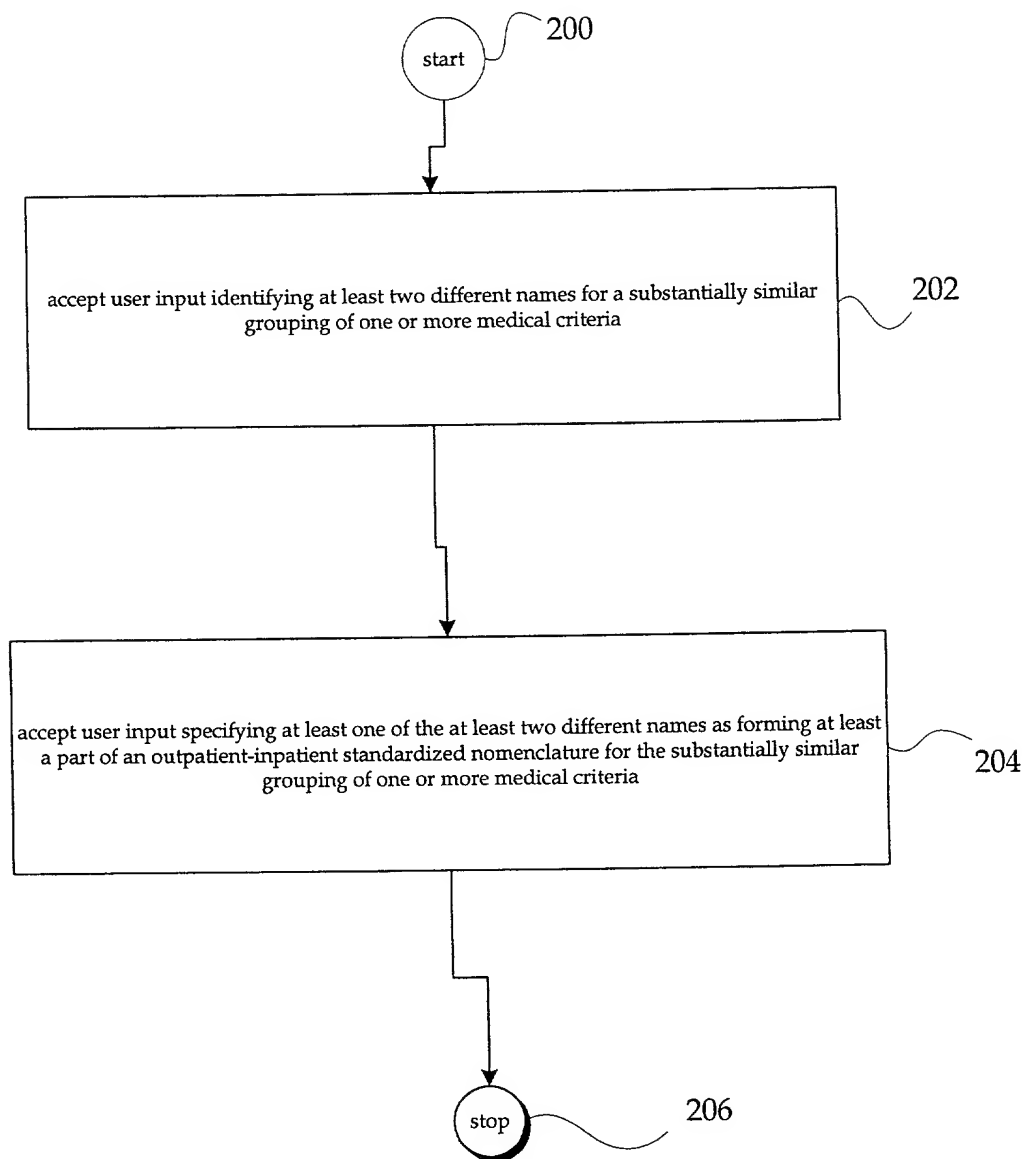 start
200
accept user input identifying at least two different names for a substantially similar
grouping of one or more medical criteria
202
accept user input specifying at least one of the at least two different names as forming at least
a part of an outpatient-inpatient standardized nomenclature for the substantially similar
grouping of one or more medical criteria
204
stop
206